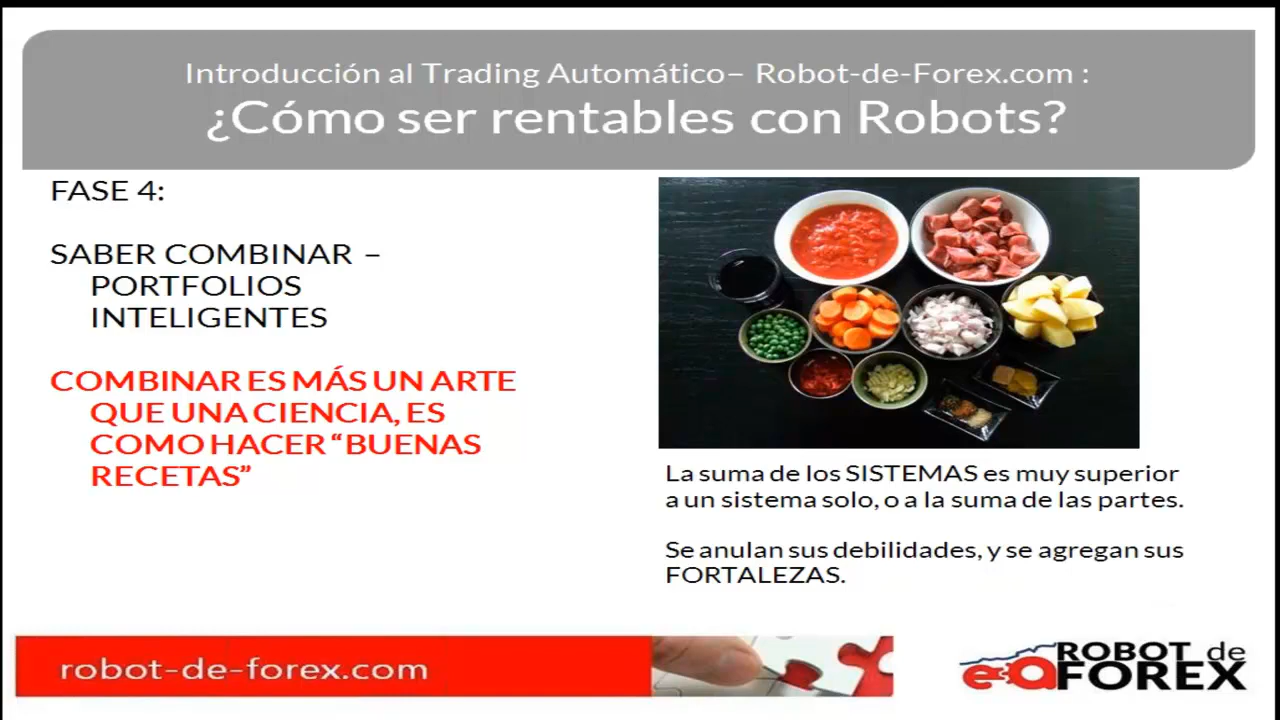 Introducción al Trading Automático– Robot-de-Forex.com :
¿Cómo ser rentables con Robots?
FASE 4:
SABER COMBINAR –
PORTFOLIOS
INTELIGENTES
COMBINAR ES MÁS UN ARTE
QUE UNA CIENCIA, ES
COMO HACER “BUENAS
RECETAS”
La suma de los SISTEMAS es muy superior
a un sistema solo, o a la suma de las partes.
Se anulan sus debilidades, y se agregan sus
FORTALEZAS.
robot-de-forex.com
ROBOT de
ea FOREX